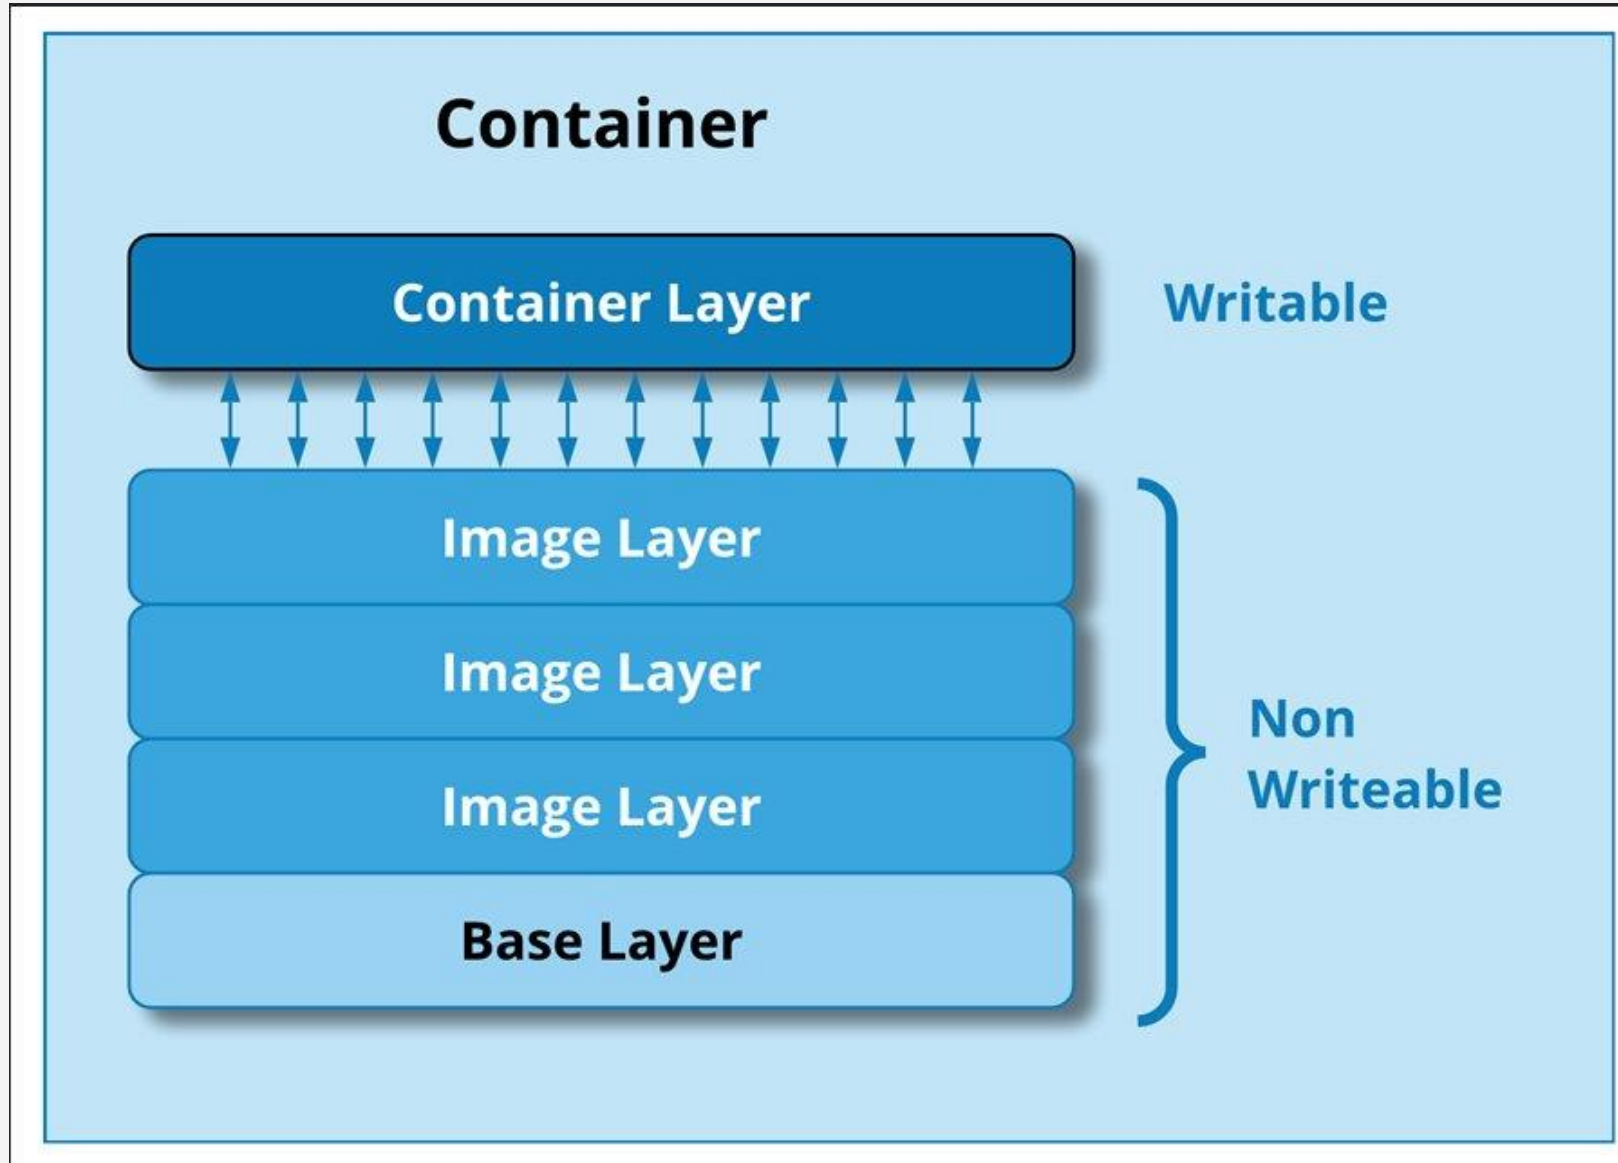 Container
Container Layer
Writable
Image Layer
Image Layer
Image Layer
Base Layer
Non
Writeable